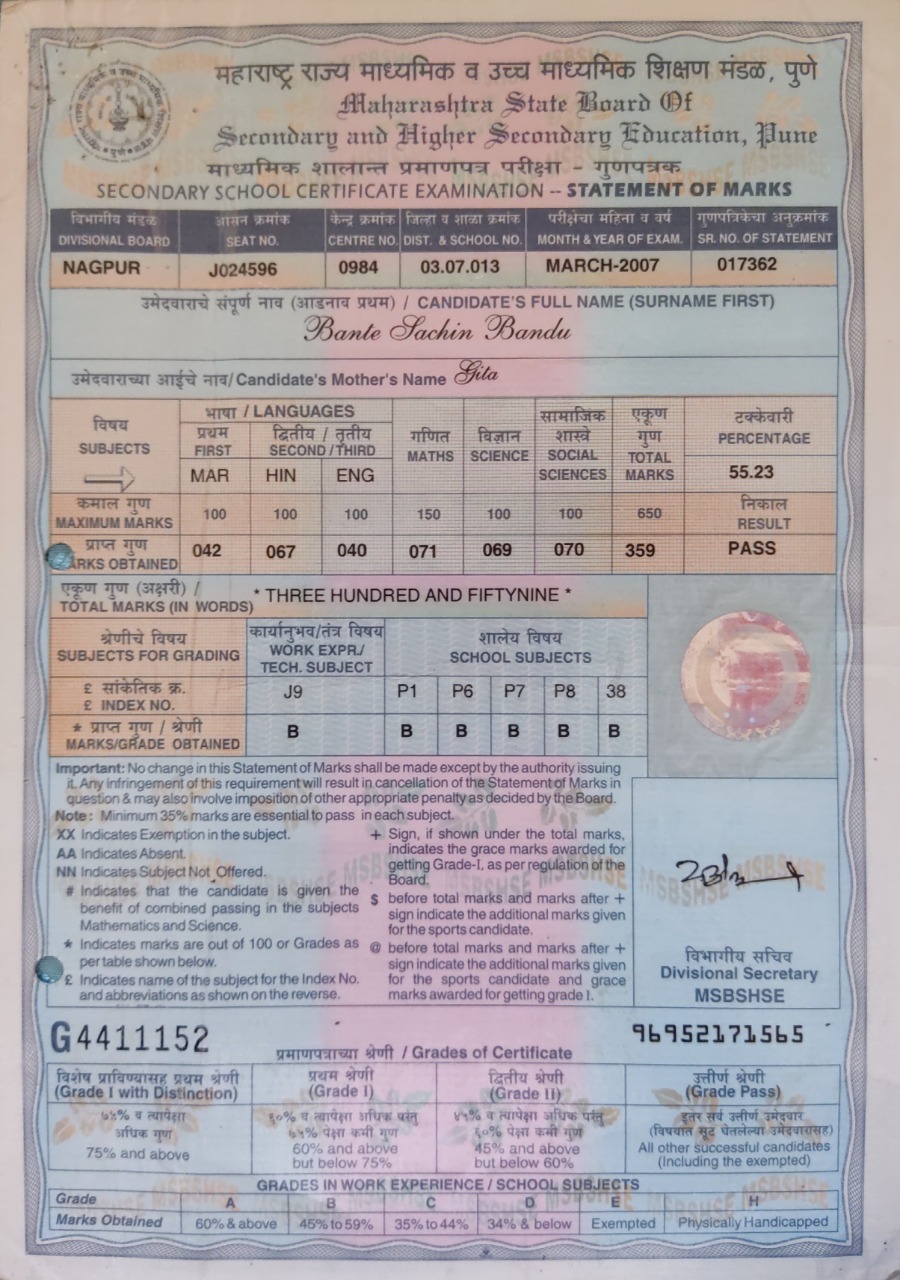 महाराष्ट्र राज्य माध्यमिक व उच्च माध्यमिक शिक्षण मंडळ, पुणे
Maharashtra State Board Of
Secondary and Higher Secondary Education, Pune
माध्यमिक शालान्त प्रमाणपत्र परीक्षा - गुणपत्रक
SECONDARY SCHOOL CERTIFICATE EXAMINATION -- STATEMENT OF MARKS
विभागीय मंडळ आसन क्रमांक केन्द्र क्रमांक जिल्हा व शाळा क्रमांक परीक्षेचा महिना व वर्ष गुणपत्रिकेचा अनुक्रमांक
DIVISIONAL BOARD SEAT NO. CENTRE NO. DIST. & SCHOOL NO. MONTH & YEAR OF EXAM. SR. NO. OF STATEMENT
NAGPUR J024596 0984 03.07.013 MARCH-2007 017362
उमेदवाराचे संपूर्ण नाव (आडनाव प्रथम) / CANDIDATE'S FULL NAME (SURNAME FIRST)
Bante Sachin Bandu
उमेदवाराच्या आईचे नाव/Candidate's Mother's Name Gita
विषय
SUBJECTS
भाषा / LANGUAGES
प्रथम
FIRST
द्वितीय / तृतीय
SECOND / THIRD
MAR HIN ENG
गणित
MATHS
विज्ञान
SCIENCE
सामाजिक
शास्त्रे
SOCIAL
SCIENCES
एकूण
गुण
TOTAL
MARKS
टक्केवारी
PERCENTAGE
55.23
कमाल गुण
MAXIMUM MARKS 100 100 100 150 100 100 650
निकाल
RESULT
प्राप्त गुण
ARKS OBTAINED 042 067 040 071 069 070 359 PASS
एकूण गुण (अक्षरी) /
TOTAL MARKS (IN WORDS) * THREE HUNDRED AND FIFTYNINE *
श्रेणीचे विषय
SUBJECTS FOR GRADING
कार्यानुभव/तंत्र विषय
WORK EXPR./
TECH. SUBJECT
शालेय विषय
SCHOOL SUBJECTS
£ सांकेतिक क्र.
£ INDEX NO. J9 P1 P6 P7 P8 38
* प्राप्त गुण / श्रेणी
MARKS/GRADE OBTAINED B B B B B B
Important: No change in this Statement of Marks shall be made except by the authority issuing
it. Any infringement of this requirement will result in cancellation of the Statement of Marks in
question & may also involve imposition of other appropriate penalty as decided by the Board.
Note : Minimum 35% marks are essential to pass in each subject.
XX Indicates Exemption in the subject.
AA Indicates Absent.
NN Indicates Subject Not Offered.
# Indicates that the candidate is given the
benefit of combined passing in the subjects
Mathematics and Science.
* Indicates marks are out of 100 or Grades as
per table shown below.
£ Indicates name of the subject for the Index No.
and abbreviations as shown on the reverse.
+ Sign, if shown under the total marks,
indicates the grace marks awarded for
getting Grade-I, as per regulation of the
Board.
$ before total marks and marks after +
sign indicate the additional marks given
for the sports candidate.
@ before total marks and marks after +
sign indicate the additional marks given
for the sports candidate and grace
marks awarded for getting grade I.
विभागीय सचिव
Divisional Secretary
MSBSHSE
G4411152
96952171565
प्रमाणपत्राच्या श्रेणी / Grades of Certificate
विशेष प्राविण्यासह प्रथम श्रेणी
(Grade I with Distinction)
७५% व त्यापेक्षा
अधिक गुण
75% and above
प्रथम श्रेणी
(Grade I)
६०% व त्यापेक्षा अधिक परंतु
७५% पेक्षा कमी गुण
60% and above
but below 75%
द्वितीय श्रेणी
(Grade II)
४५% व त्यापेक्षा अधिक परंतु
६०% पेक्षा कमी गुण
45% and above
but below 60%
उत्तीर्ण श्रेणी
(Grade Pass)
इतर सर्व उत्तीर्ण उमेदवार
(विषयात सूट घेतलेल्या उमेदवारासह)
All other successful candidates
(Including the exempted)
GRADES IN WORK EXPERIENCE / SCHOOL SUBJECTS
Grade A B C D E H
Marks Obtained 60% & above 45% to 59% 35% to 44% 34% & below Exempted Physically Handicapped